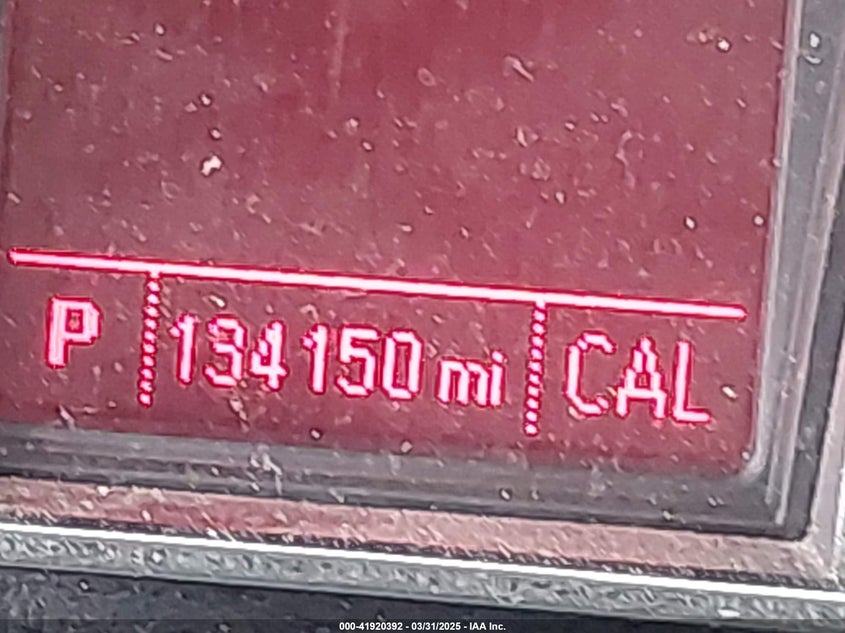 P 134150 mi CAL
000-41920392 - 03/31/2025 - IAA Inc.